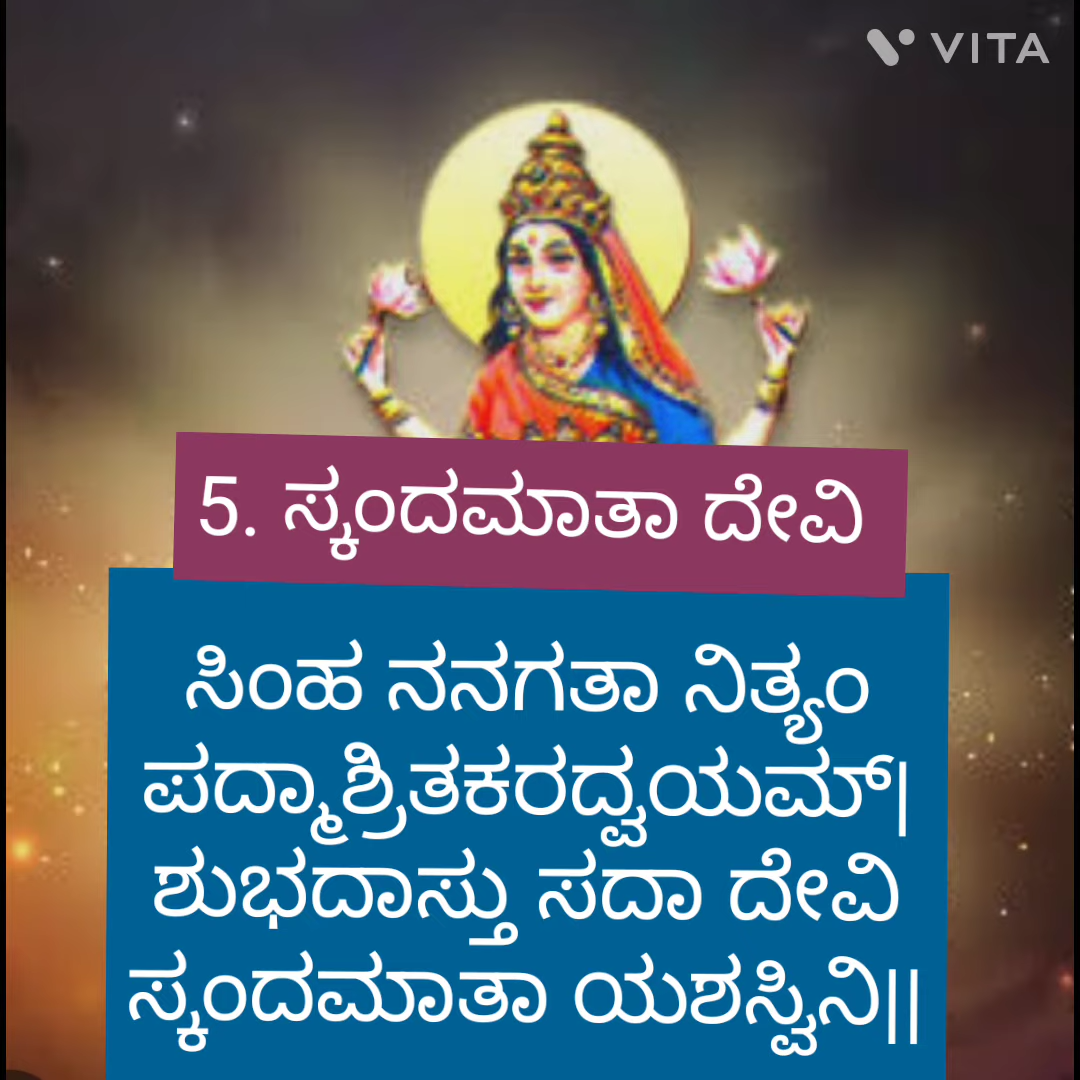 VITA
5. ಸ್ಕಂದಮಾತಾ ದೇವಿ
ಸಿಂಹ ನನಗತಾ ನಿತ್ಯಂ
ಪದ್ಮಾಶ್ರಿತಕರದ್ವಯಮ್|
ಶುಭದಾಸ್ತು ಸದಾ ದೇವಿ
ಸ್ಕಂದಮಾತಾ ಯಶಸ್ವಿನಿ||